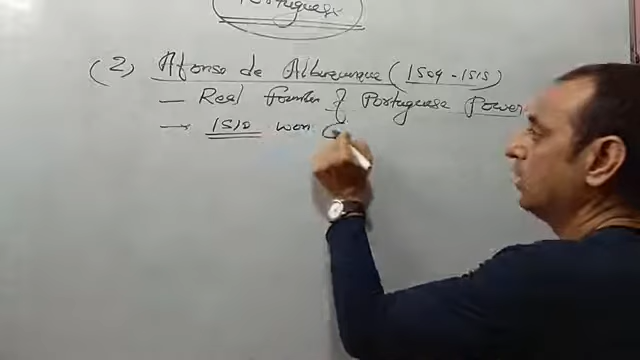 Portuguese
(2) Afonso de Albuquerque (1509-1515)
— Real Founder of Portuguese Power
→ 1510 won G